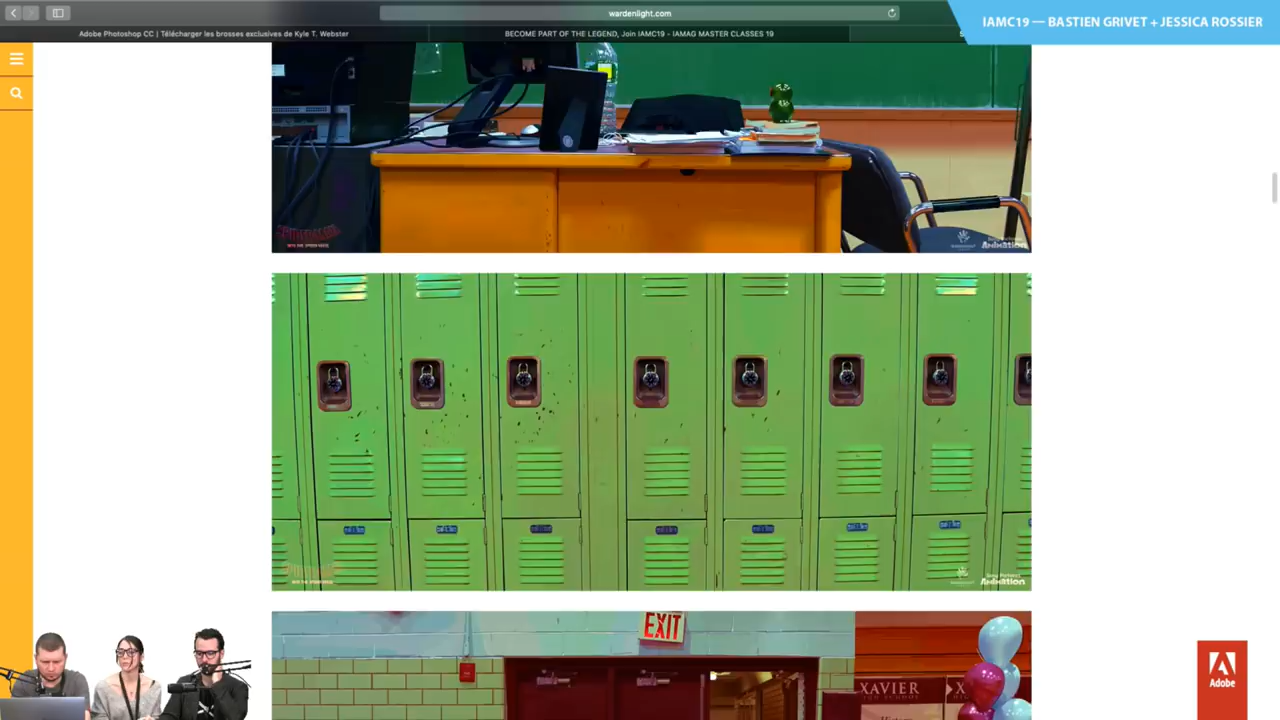 wardenlight.com
IAMC19 — BASTIEN GRIVET + JESSICA ROSSIER
Adobe Photoshop CC | Télécharger les brosses exclusives de Kyle T. Webster
BECOME PART OF THE LEGEND, Join IAMC19 - IAMAG MASTER CLASSES 19
ANIMATION
ANIMATION
EXIT
XAVIER
X
Adobe